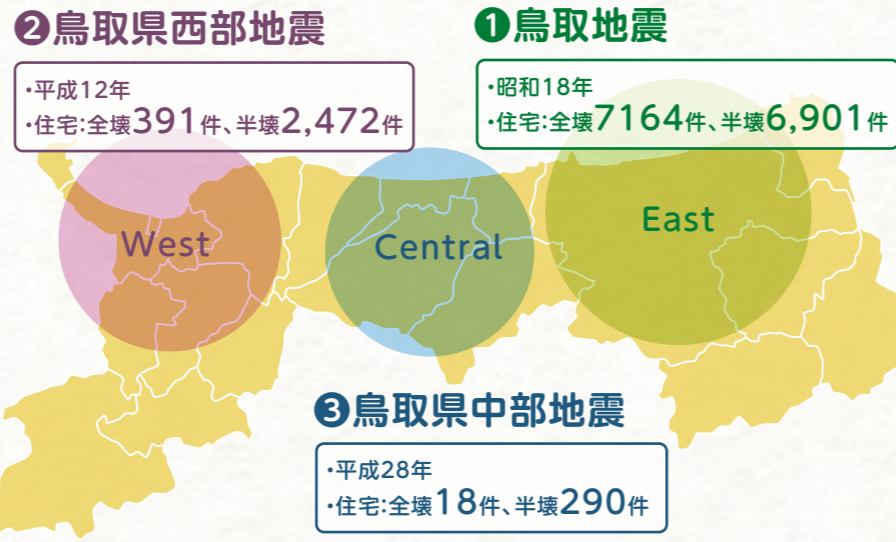 ❷鳥取県西部地震
・平成12年
・住宅:全壊391件、半壊2,472件
❶鳥取地震
・昭和18年
・住宅:全壊7164件、半壊6,901件
West
Central
East
❸鳥取県中部地震
・平成28年
・住宅:全壊18件、半壊290件